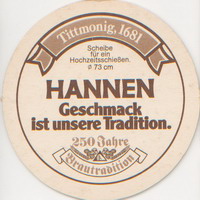 Tittmonig, 1681
Scheibe
für ein
Hochzeitsschießen.
ø 73 cm
HANNEN
Geschmack
ist unsere Tradition.
250 Jahre
Brautradition